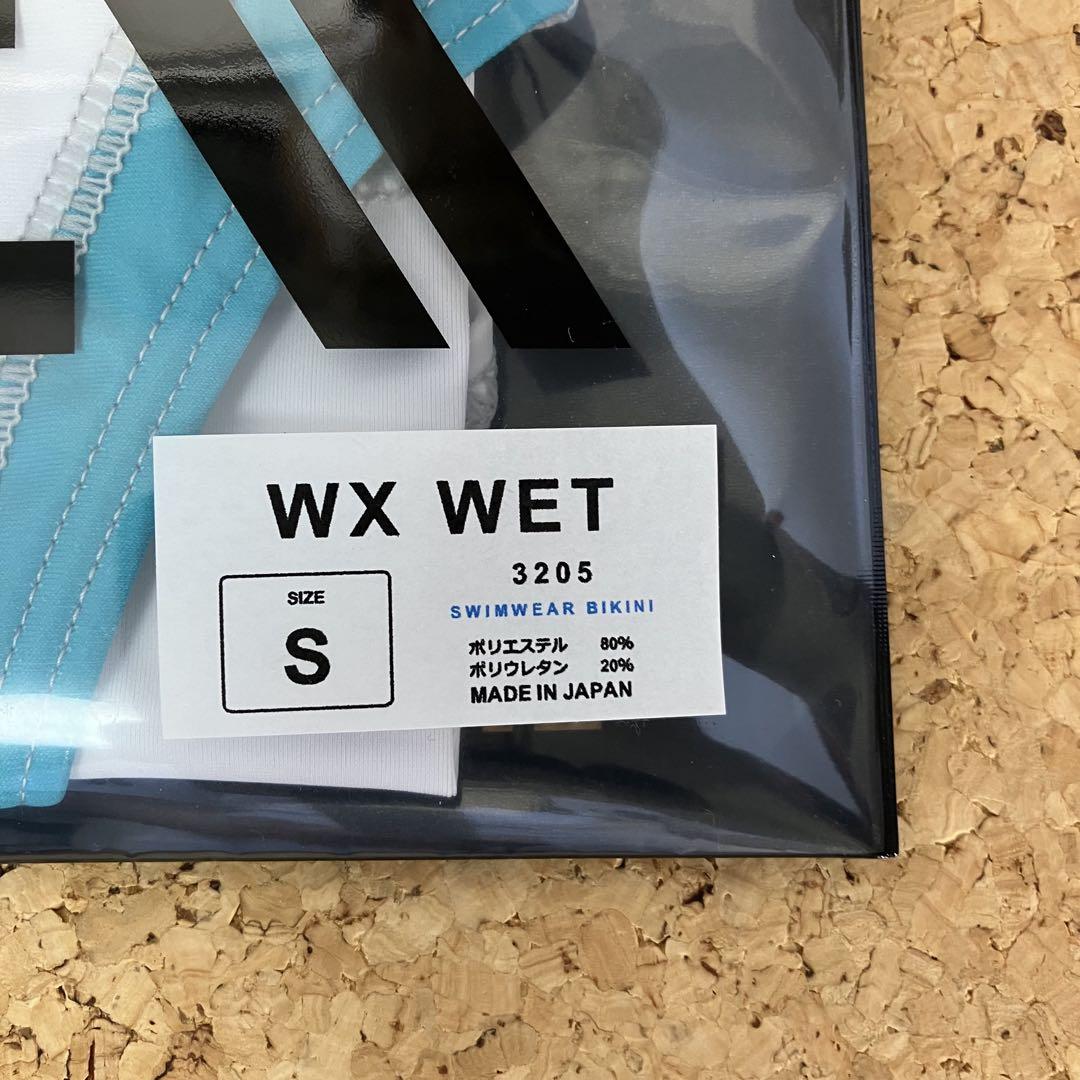 WX WET
3205
SWIMWEAR BIKINI
SIZE
S
ポリエステル 80%
ポリウレタン 20%
MADE IN JAPAN